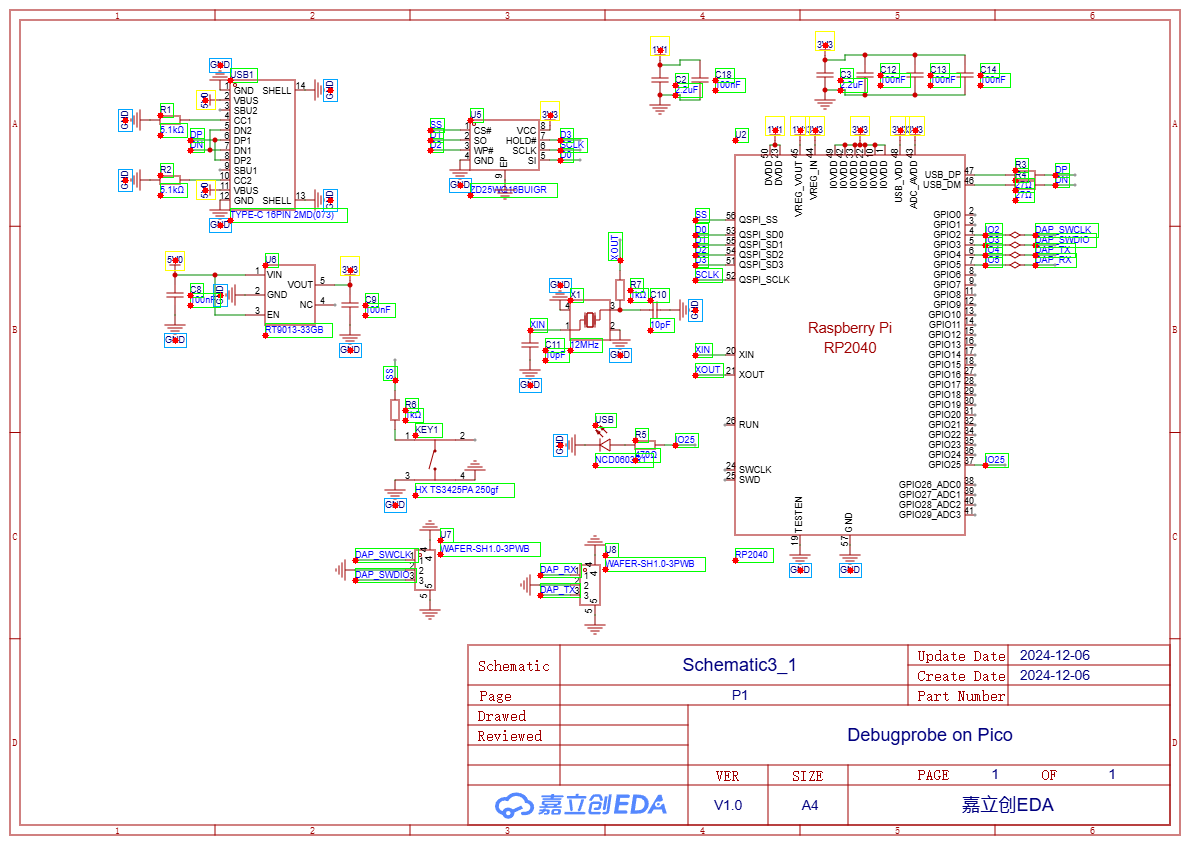 1 2 3 4 5 6
A
B
C
D
USB1
GND
SHELL 14
1 GND
2 VBUS
3 SBU2
4 CC1
5 DN2
6 DP1
7 DN1
8 DP2
9 SBU1
10 CC2
11 VBUS
12 GND
SHELL 13
GND
GND
GND
TYPE-C 16PIN 2MD(073)
5V0
5V0
GND
R1
5.1kΩ
DP
DN
GND
R2
5.1kΩ
U5
SS
D1
D2
1 CS#
2 SO
3 WP#
4 GND
EP
9
VCC 8
HOLD# 7
SCLK 6
SI 5
3V3
D3
SCLK
D0
GND
1V1
C2
2.2uF
C18
100nF
3V3
C3
2.2uF
C12
100nF
C13
100nF
C14
100nF
5V0
C8
100nF
GND
GND
U6
1 VIN
2 GND
3 EN
VOUT 5
NC 4
RT9013-33GB
3V3
C9
100nF
GND
XOUT
R7
1kΩ
C10
10pF
GND
GND
X1
4
3
1
2
12MHz
XIN
C11
10pF
GND
GND
SS
R6
1kΩ
KEY1
1
2
3
4
HX TS3425PA 250gf
GND
USB
GND
R5
470Ω
IO25
DAP_SWCLK
DAP_SWDIO
U7
WAFER-SH1.0-3PWB
1
2
3
4
5
DAP_RX
DAP_TX
U8
WAFER-SH1.0-3PWB
1
2
3
4
5
U2
1V1
3V3
3V3
3V3
50 DVDD
23 DVDD
45 VREG_VOUT
44 VREG_IN
49 IOVDD
42 IOVDD
33 IOVDD
22 IOVDD
10 IOVDD
1 IOVDD
48 USB_VDD
43 ADC_AVDD
SS
D0
D1
D2
D3
SCLK
56 QSPI_SS
53 QSPI_SD0
55 QSPI_SD1
54 QSPI_SD2
51 QSPI_SD3
52 QSPI_SCLK
XIN
XOUT
20 XIN
21 XOUT
26 RUN
24 SWCLK
25 SWD
19 TESTEN
57 GND
GND
GND
RP2040
Raspberry Pi
RP2040
USB_DP 47
USB_DM 46
R3
27Ω
R4
27Ω
DP
DN
GPIO0 2
GPIO1 3
GPIO2 4
GPIO3 5
GPIO4 6
GPIO5 7
GPIO6 8
GPIO7 9
GPIO8 11
GPIO9 12
GPIO10 13
GPIO11 14
GPIO12 15
GPIO13 16
GPIO14 17
GPIO15 18
GPIO16 27
GPIO17 28
GPIO18 29
GPIO19 30
GPIO20 31
GPIO21 32
GPIO22 34
GPIO23 35
GPIO24 36
GPIO25 37
GPIO26_ADC0 38
GPIO27_ADC1 39
GPIO28_ADC2 40
GPIO29_ADC3 41
IO2 DAP_SWCLK
IO3 DAP_SWDIO
IO4 DAP_TX
IO5 DAP_RX
IO25
Schematic Schematic3_1
Update Date 2024-12-06
Create Date 2024-12-06
Page P1 Part Number
Drawed
Reviewed
Debugprobe on Pico
VER SIZE PAGE 1 OF 1
嘉立创EDA V1.0 A4 嘉立创EDA
1 2 3 4 5 6